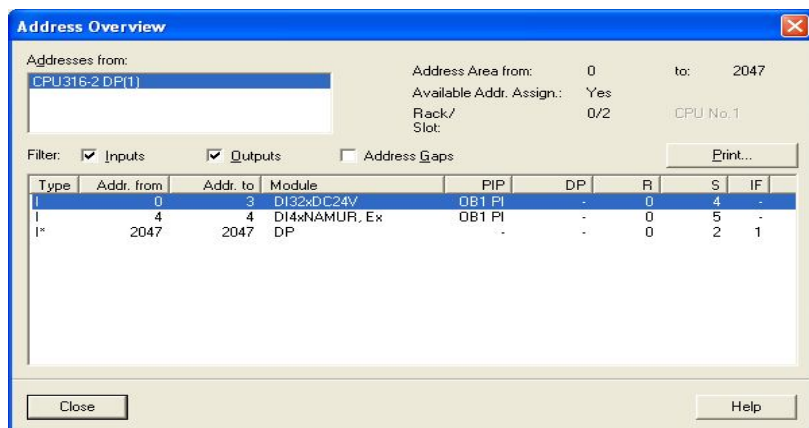 Address Overview
Addresses from:
CPU316-2 DP(1)
Address Area from: 0 to: 2047
Available Addr. Assign.: Yes
Rack/ Slot: 0/2 CPU No.1
Filter: Inputs Outputs Address Gaps Print...
Type Addr. from Addr. to Module PIP DP R S IF
I 0 3 DI32xDC24V OB1 PI - 0 4 -
I 4 4 DI4xNAMUR, Ex OB1 PI - 0 5 -
I* 2047 2047 DP - - 0 2 1
Close Help